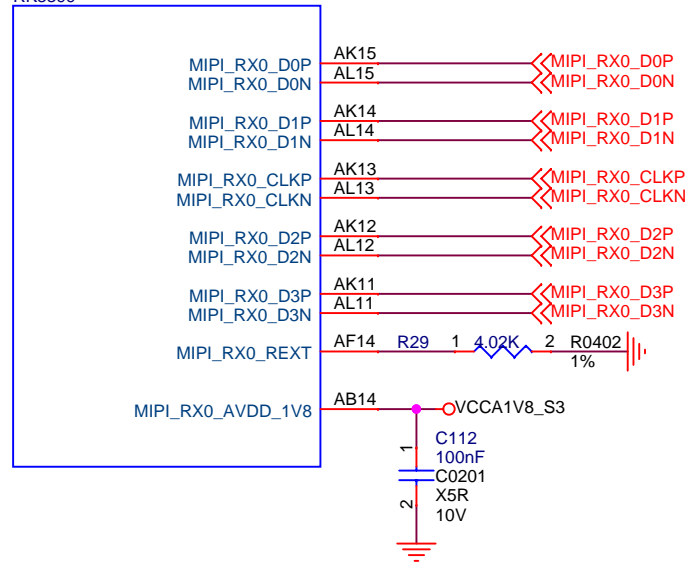 MIPI_RX0_D0P AK15 MIPI_RX0_D0P
MIPI_RX0_D0N AL15 MIPI_RX0_D0N
MIPI_RX0_D1P AK14 MIPI_RX0_D1P
MIPI_RX0_D1N AL14 MIPI_RX0_D1N
MIPI_RX0_CLKP AK13 MIPI_RX0_CLKP
MIPI_RX0_CLKN AL13 MIPI_RX0_CLKN
MIPI_RX0_D2P AK12 MIPI_RX0_D2P
MIPI_RX0_D2N AL12 MIPI_RX0_D2N
MIPI_RX0_D3P AK11 MIPI_RX0_D3P
MIPI_RX0_D3N AL11 MIPI_RX0_D3N
MIPI_RX0_REXT AF14 R29 1 4.02K 2 R0402
1%
MIPI_RX0_AVDD_1V8 AB14 VCCA1V8_S3
1 C112
100nF
C0201
2 X5R
10V